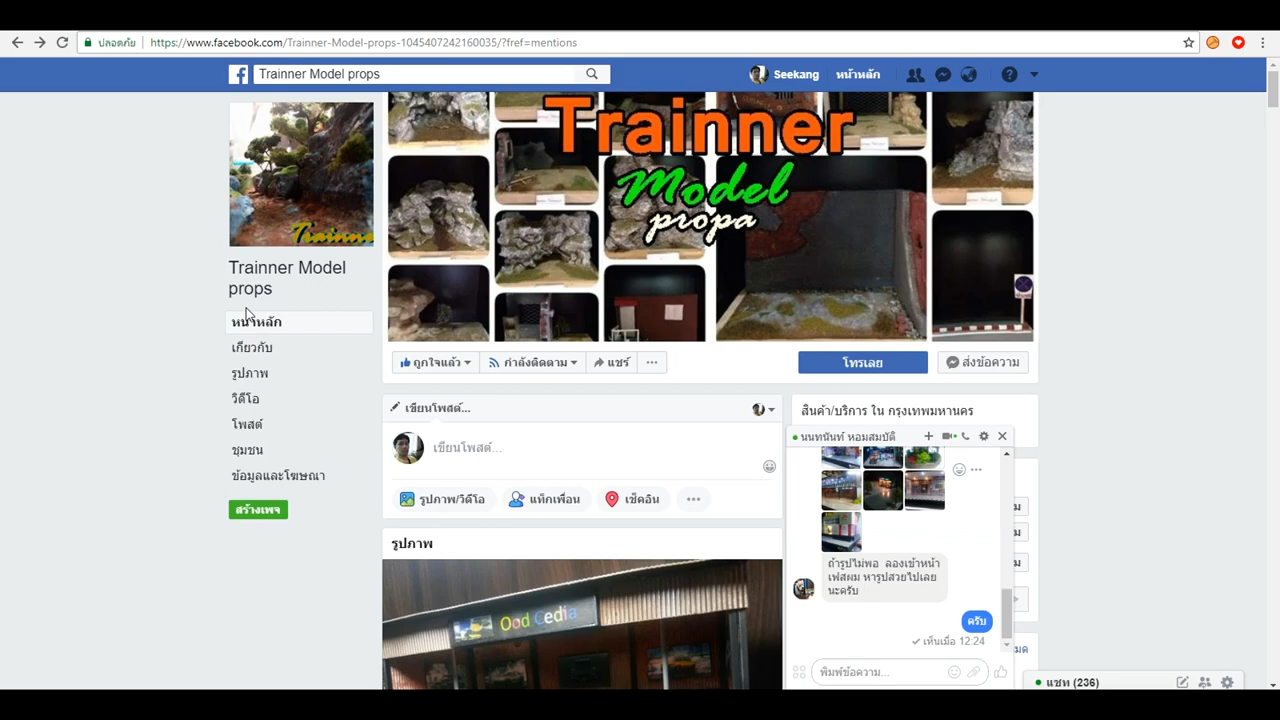 ปลอดภัย
https://www.facebook.com/Trainner-Model-props-1045407242160035/?fref=mentions
Trainner Model props
Seekang
หน้าหลัก
Trainner
Model
propa
Trainne
Trainner Model
props
หน้าหลัก
เกี่ยวกับ
รูปภาพ
วิดีโอ
โพสต์
ชุมชน
ข้อมูลและโฆษณา
สร้างเพจ
ถูกใจแล้ว
กำลังติดตาม
แชร์
โทรเลย
ส่งข้อความ
เขียนโพสต์...
เขียนโพสต์...
รูปภาพ/วิดีโอ
แท็กเพื่อน
เช็คอิน
รูปภาพ
Ood Cedia
สินค้า/บริการ ใน กรุงเทพมหานคร
นนทนันท์ หอมสมบัติ
ถ้ารูปไม่พอ ลองเข้าหน้า
เฟสผม หารูปสวยไปเลย
นะครับ
ครับ
เห็นเมื่อ 12:24
พิมพ์ข้อความ...
แชท (236)